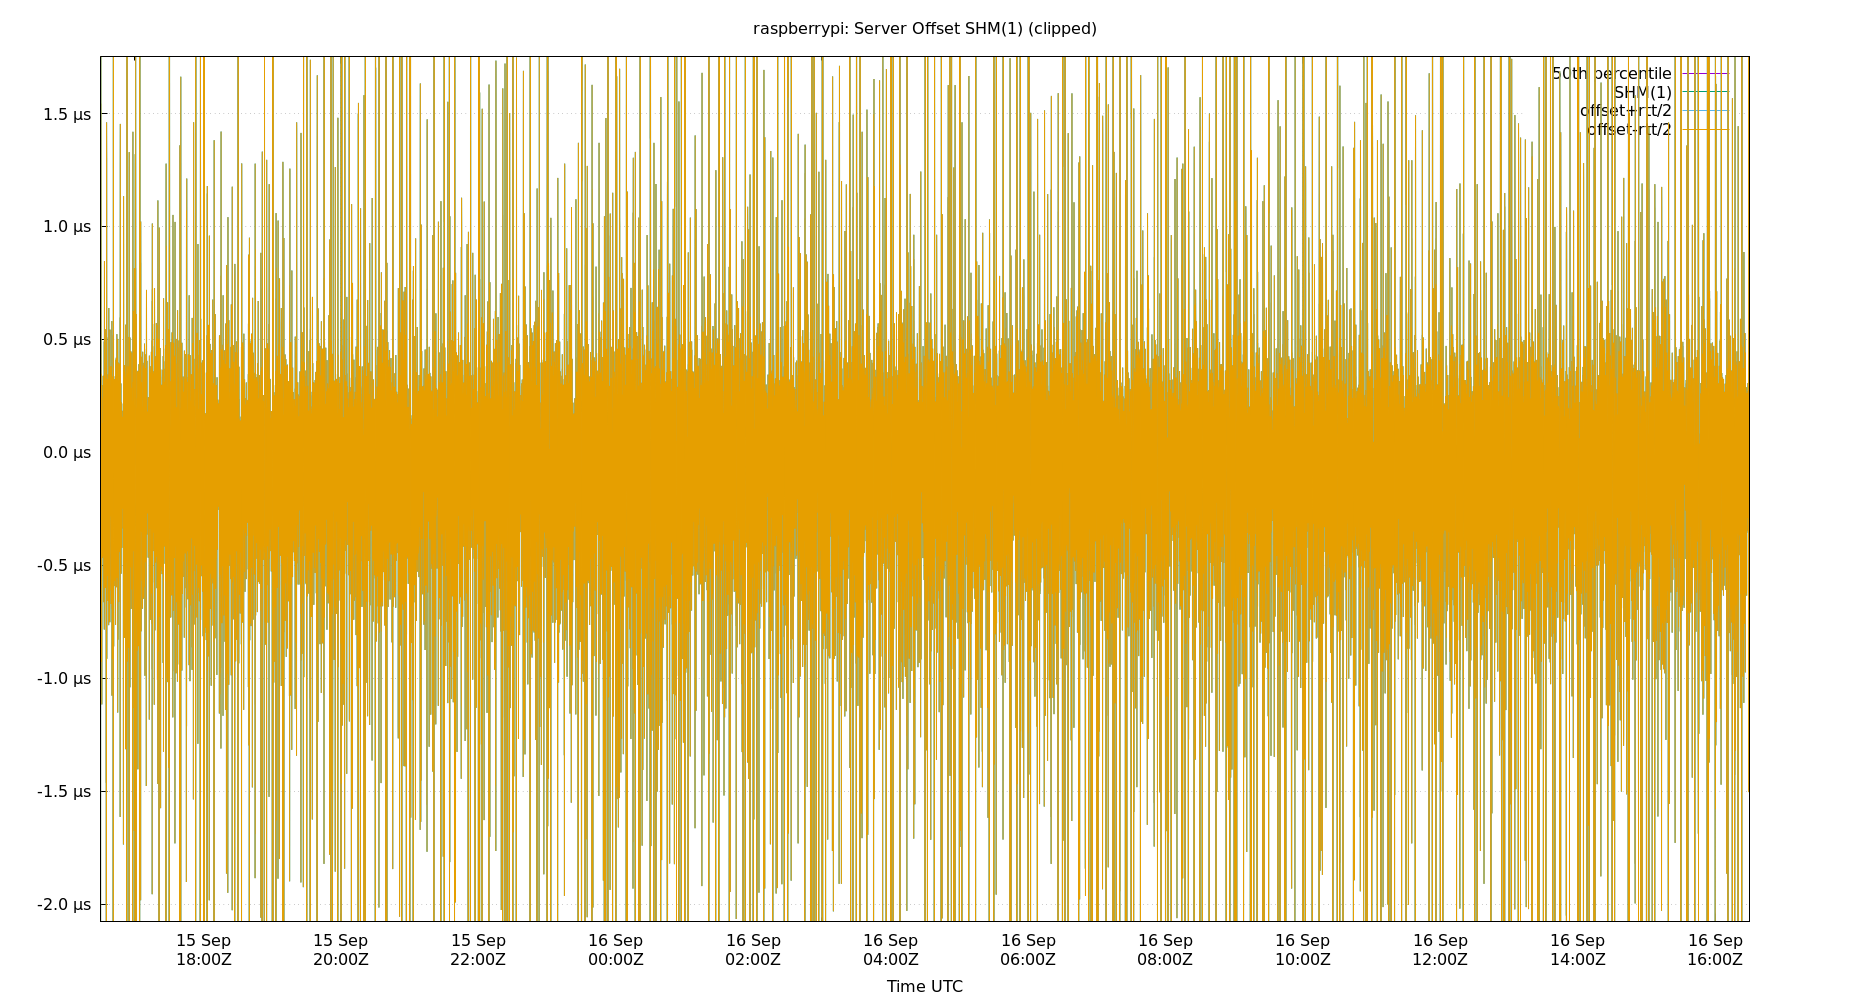 raspberrypi: Server Offset SHM(1) (clipped)
50th percentile
SHM(1)
offset+rtt/2
offset-rtt/2
1.5 µs
1.0 µs
0.5 µs
0.0 µs
-0.5 µs
-1.0 µs
-1.5 µs
-2.0 µs
15 Sep 15 Sep 15 Sep 16 Sep 16 Sep 16 Sep 16 Sep 16 Sep 16 Sep 16 Sep 16 Sep 16 Sep
18:00Z 20:00Z 22:00Z 00:00Z 02:00Z 04:00Z 06:00Z 08:00Z 10:00Z 12:00Z 14:00Z 16:00Z
Time UTC